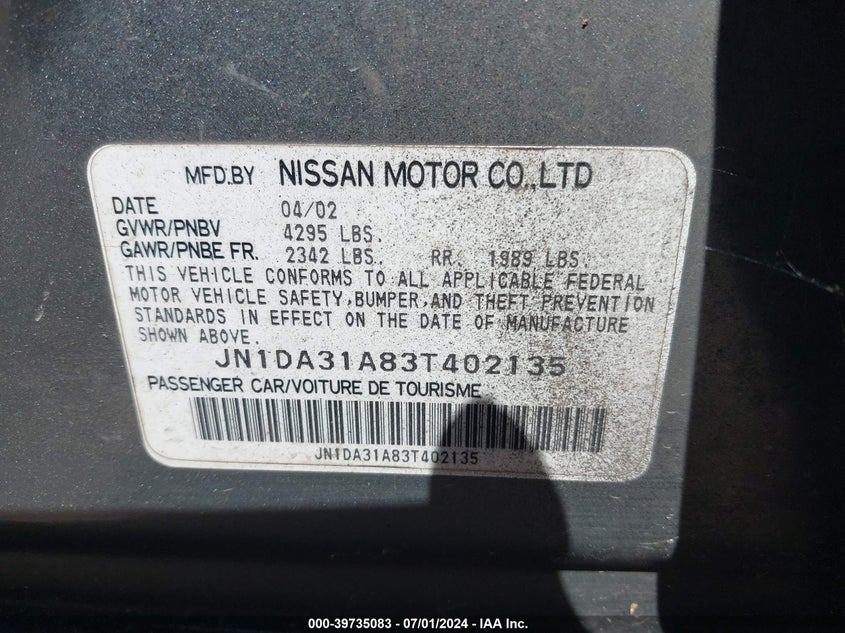 MFD.BY NISSAN MOTOR CO.,LTD
DATE 04/02
GVWR/PNBV 4295 LBS.
GAWR/PNBE FR. 2342 LBS. RR. 1989 LBS.
THIS VEHICLE CONFORMS TO ALL APPLICABLE FEDERAL
MOTOR VEHICLE SAFETY,BUMPER,AND THEFT PREVENTION
STANDARDS IN EFFECT ON THE DATE OF MANUFACTURE
SHOWN ABOVE.
JN1DA31A83T402135
PASSENGER CAR/VOITURE DE TOURISME
JN1DA31A83T402135
000-39735083 - 07/01/2024 - IAA Inc.